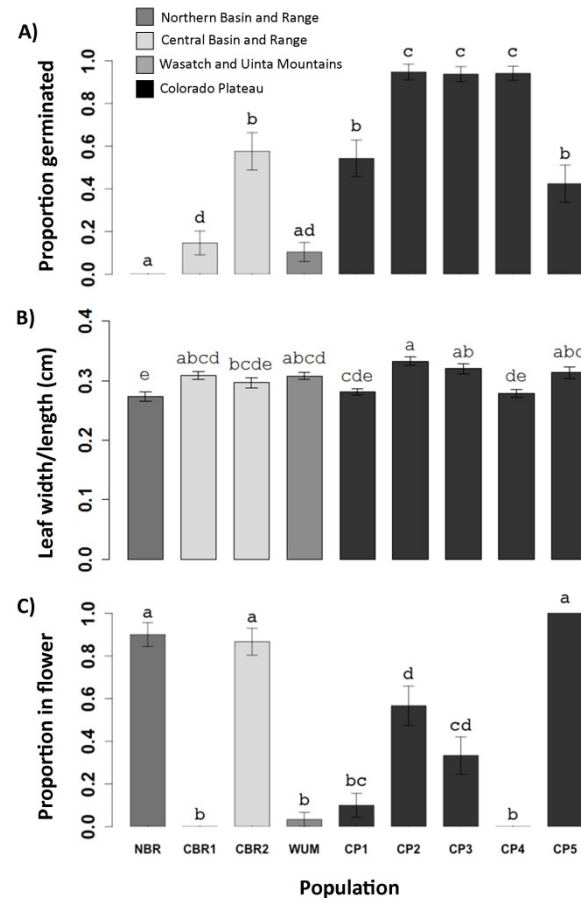 Northern Basin and Range
Central Basin and Range
Wasatch and Uinta Mountains
Colorado Plateau
A)
Proportion germinated
1.0
0.8
0.6
0.4
0.2
0.0
a
d
b
ad
b
c
c
c
b
B)
Leaf width/length (cm)
0.4
0.3
0.2
0.1
0.0
e
abcd
bcde
abcd
cde
a
ab
de
abc
C)
Proportion in flower
1.0
0.8
0.6
0.4
0.2
0.0
a
b
a
b
bc
d
cd
b
a
NBR CBR1 CBR2 WUM CP1 CP2 CP3 CP4 CP5
Population